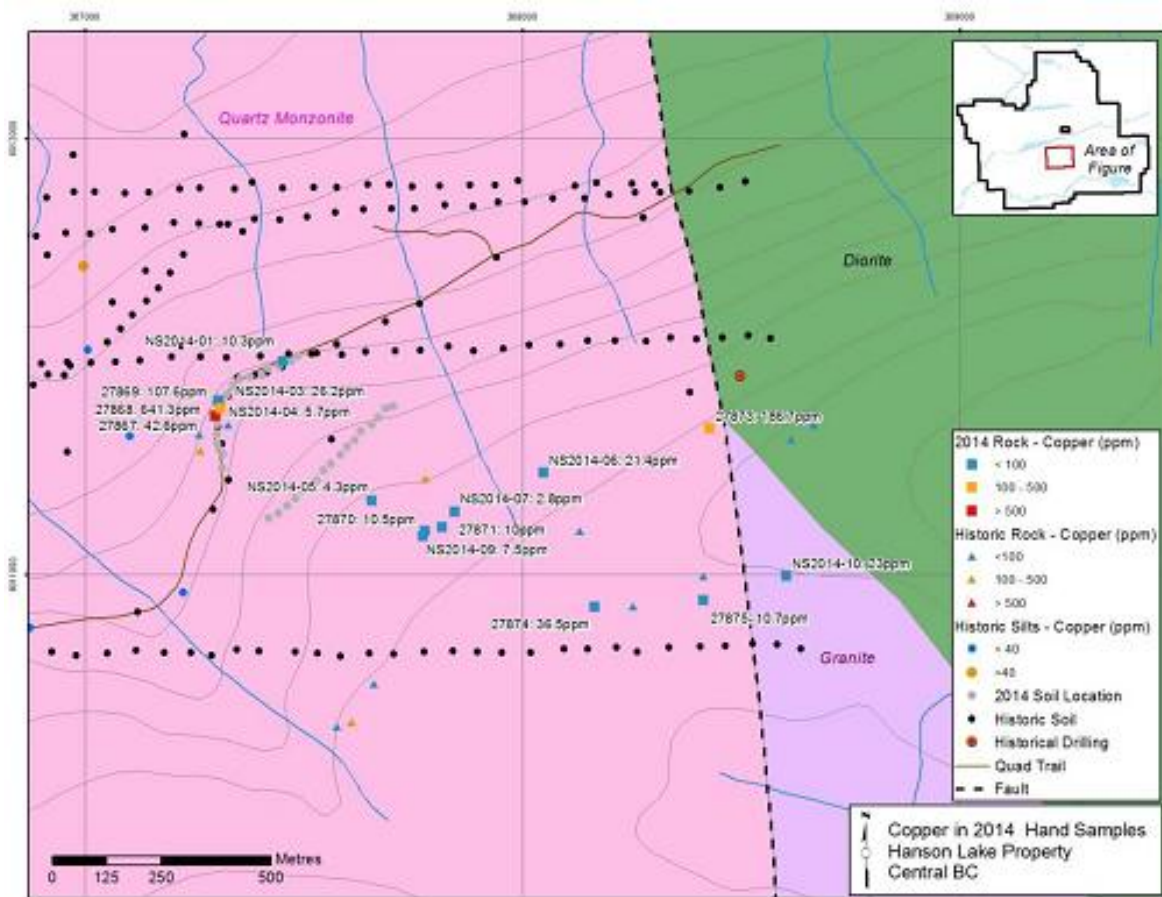 367000
368000
369000
Quartz Monzonite
Area of
Figure
Diorite
NS2014-01: 10.3ppm
27869: 107.6ppm
NS2014-03: 26.2ppm
27868: 641.3ppm
NS2014-04: 5.7ppm
27867: 42.6ppm
NS2014-06: 21.4ppm
NS2014-05: 4.3ppm
NS2014-07: 2.8ppm
27870: 10.5ppm
27871: 10ppm
NS2014-09: 7.5ppm
NS2014-10: 23ppm
27874: 36.5ppm
27875: 10.7ppm
Granite
2014 Rock - Copper (ppm)
< 100
100 - 500
> 500
Historic Rock - Copper (ppm)
<100
100 - 500
> 500
Historic Silts - Copper (ppm)
< 40
>40
2014 Soil Location
Historic Soil
Historical Drilling
Quad Trail
Fault
Metres
0 125 250 500
N
Copper in 2014 Hand Samples
Hanson Lake Property
Central BC